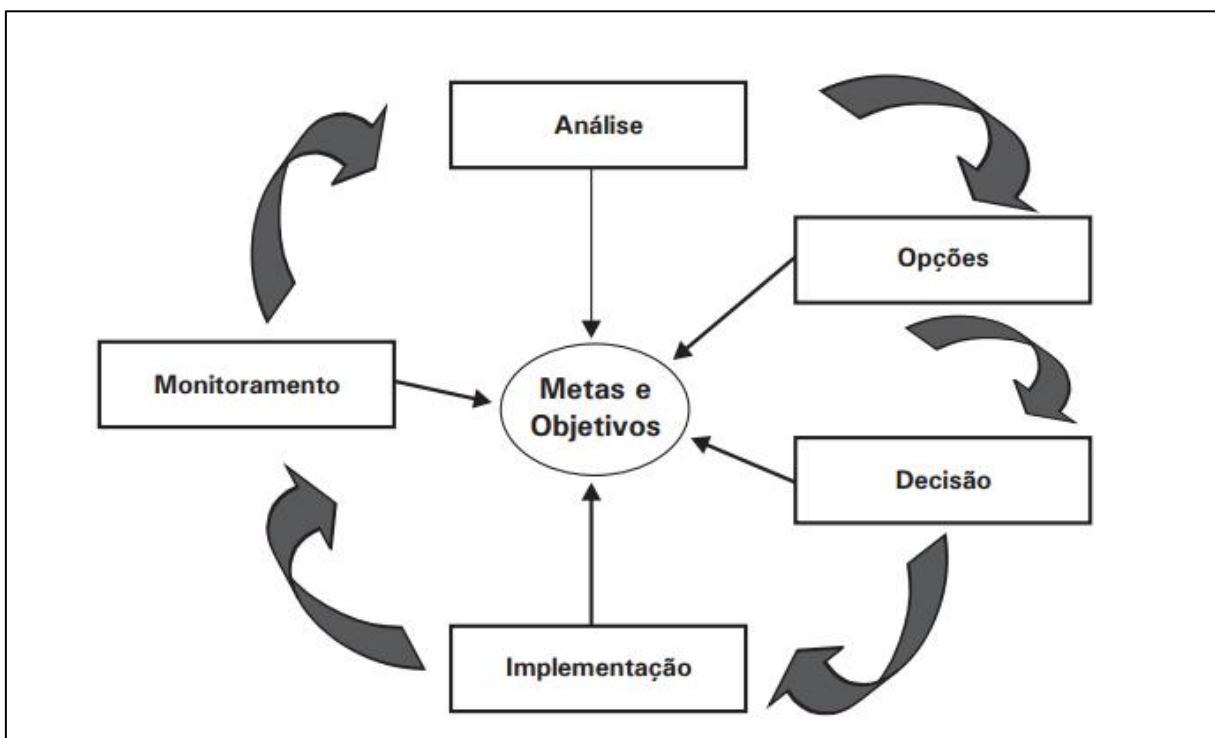 Análise
Opções
Monitoramento
Metas e
Objetivos
Decisão
Implementação